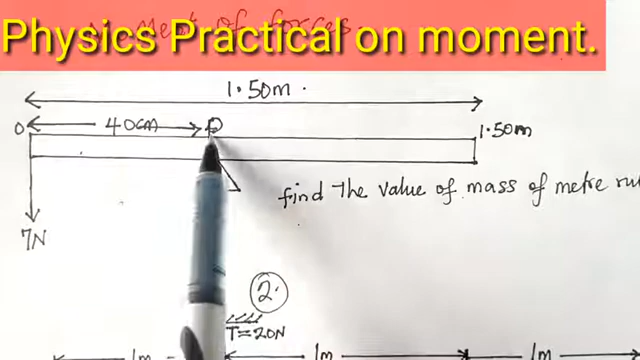 Physics Practical on moment.
1.50m.
0 40cm P 1.50m
find the value of mass of metre
7N
2.
T=20N
1m 1m 1m